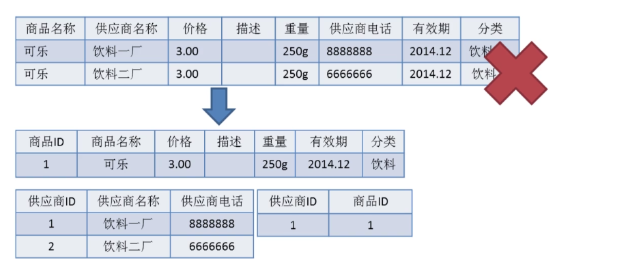 商品名称 供应商名称 价格 描述 重量 供应商电话 有效期 分类
可乐 饮料一厂 3.00 250g 8888888 2014.12 饮料
可乐 饮料二厂 3.00 250g 6666666 2014.12 饮料
商品ID 商品名称 价格 描述 重量 有效期 分类
1 可乐 3.00 250g 2014.12 饮料
供应商ID 供应商名称 供应商电话 供应商ID 商品ID
1 饮料一厂 8888888 1 1
2 饮料二厂 6666666